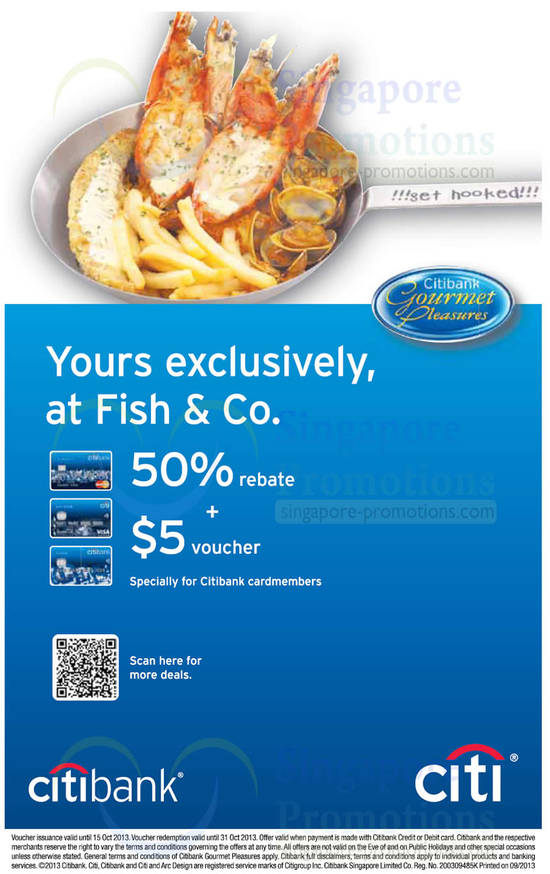 Singapore
Promotions
singapore-promotions.com
!!!get hooked!!!
Citibank
Gourmet
Pleasures
Yours exclusively,
at Fish & Co.
Singapore
Promotions
singapore-promotions.com
50% rebate
+
$5 voucher
Specially for Citibank cardmembers
Scan here for
more deals.
citibank®
citi®
Singapore
Promotions
Voucher issuance valid until 15 Oct 2013. Voucher redemption valid until 31 Oct 2013. Offer valid when payment is made with Citibank Credit or Debit card. Citibank and the respective
merchants reserve the right to vary the terms and conditions governing the offers at any time. All offers are not valid on the Eve of and on Public Holidays and other special occasions
unless otherwise stated. General terms and conditions of Citibank Gourmet Pleasures apply. Citibank full disclaimers, terms and conditions apply to individual products and banking
services. ©2013 Citibank. Citi, Citibank and Citi and Arc Design are registered service marks of Citigroup Inc. Citibank Singapore Limited Co. Reg. No. 200309485K Printed on 09/2013